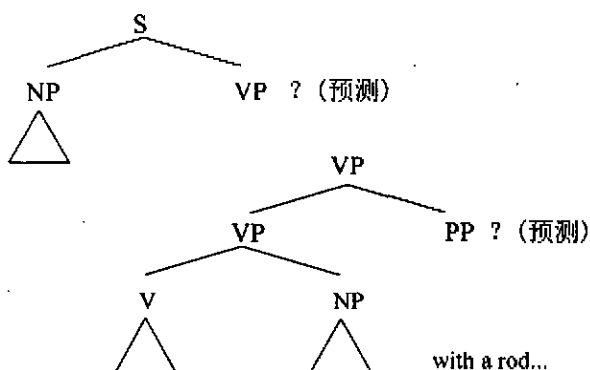 S
NP VP ? (预测)
VP
VP PP ? (预测)
V NP
with a rod...